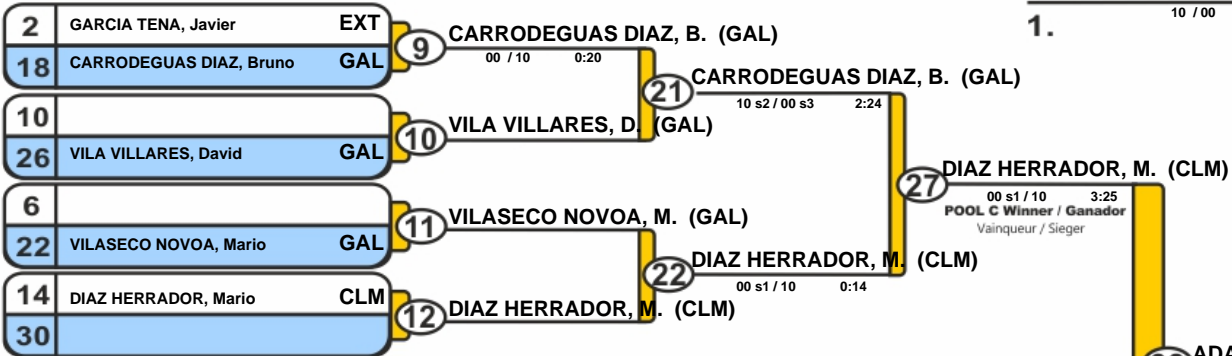 10 / 00
1.
2 GARCIA TENA, Javier EXT
18 CARRODEGUAS DIAZ, Bruno GAL
9 CARRODEGUAS DIAZ, B. (GAL)
00 / 10 0:20
21 CARRODEGUAS DIAZ, B. (GAL)
10 s2 / 00 s3 2:24
10
26 VILA VILLARES, David GAL
10 VILA VILLARES, D. (GAL)
27 DIAZ HERRADOR, M. (CLM)
00 s1 / 10 3:25
POOL C Winner / Ganador
Vainqueur / Sieger
6
22 VILASECO NOVOA, Mario GAL
11 VILASECO NOVOA, M. (GAL)
22 DIAZ HERRADOR, M. (CLM)
00 s1 / 10 0:14
14 DIAZ HERRADOR, Mario CLM
30
12 DIAZ HERRADOR, M. (CLM)